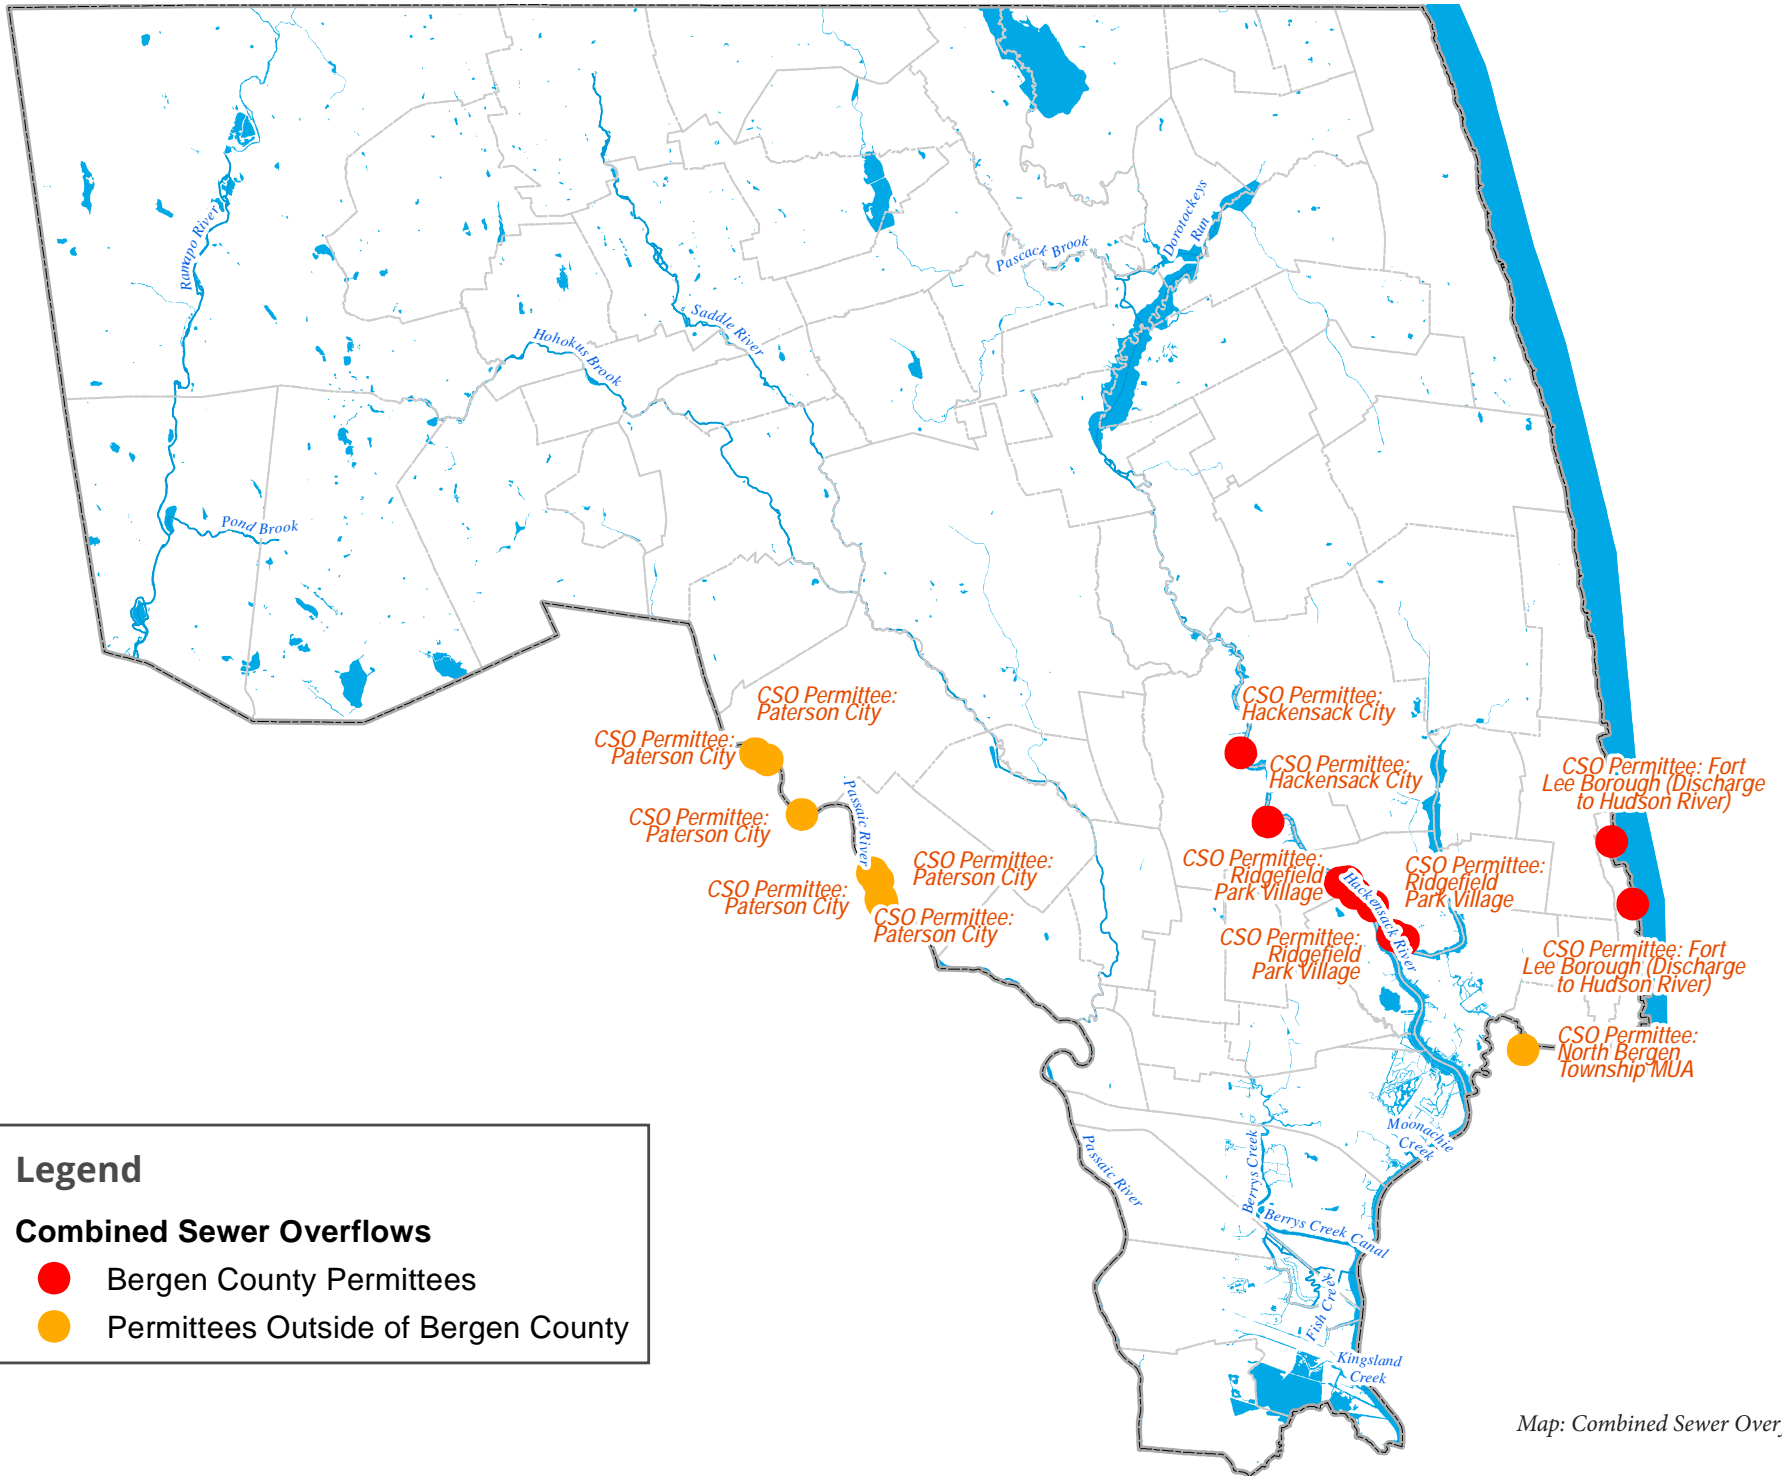 Ramapo River
Dorotockeys
Run
Pascack Brook
Saddle River
Hohokus Brook
Pond Brook
CSO Permittee:
Paterson City
CSO Permittee:
Paterson City
CSO Permittee:
Paterson City
Passaic River
CSO Permittee:
Paterson City
CSO Permittee:
Paterson City
CSO Permittee:
Paterson City
CSO Permittee:
Hackensack City
CSO Permittee:
Hackensack City
CSO Permittee: Fort
Lee Borough (Discharge
to Hudson River)
CSO Permittee:
Ridgefield
Park Village
CSO Permittee:
Ridgefield
Park Village
Hackensack River
CSO Permittee:
Ridgefield
Park Village
CSO Permittee: Fort
Lee Borough (Discharge
to Hudson River)
CSO Permittee:
North Bergen
Township MUA
Moonachie
Creek
Passaic River
Berrys Creek
Berrys Creek Canal
Fish Creek
Kingsland
Creek
Legend
Combined Sewer Overflows
Bergen County Permittees
Permittees Outside of Bergen County
Map: Combined Sewer